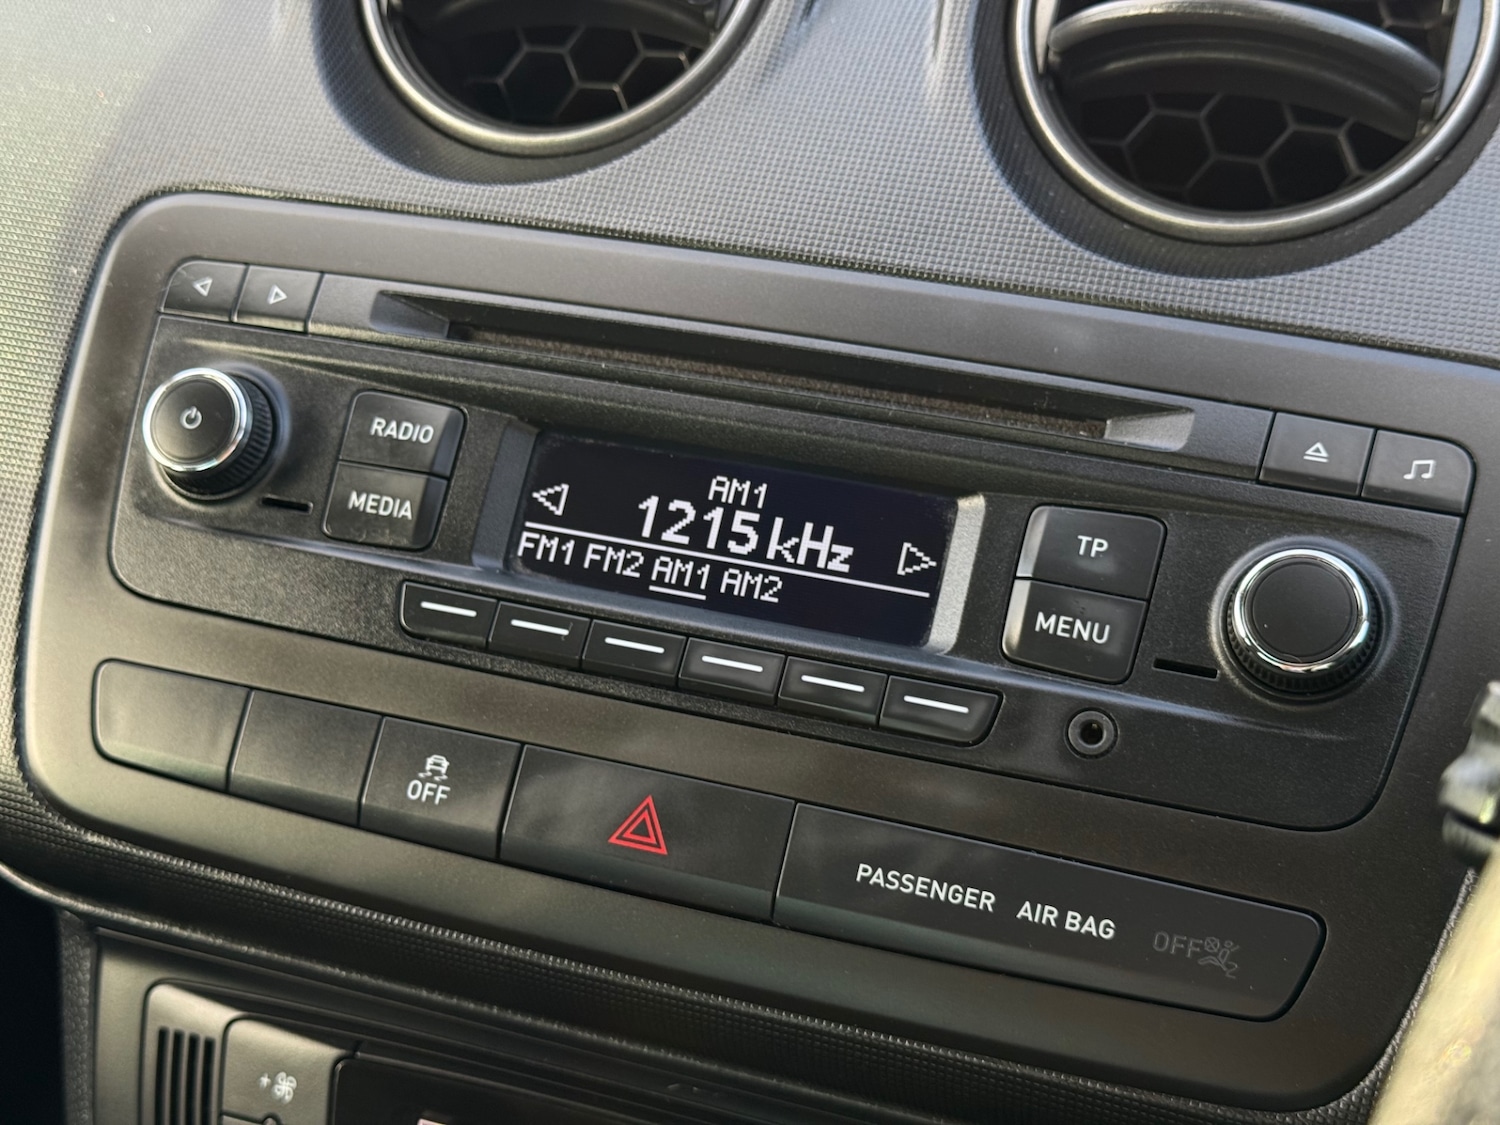 RADIO
MEDIA
AM1
1215 kHz
FM1 FM2 AM1 AM2
TP
MENU
OFF
PASSENGER AIR BAG OFF